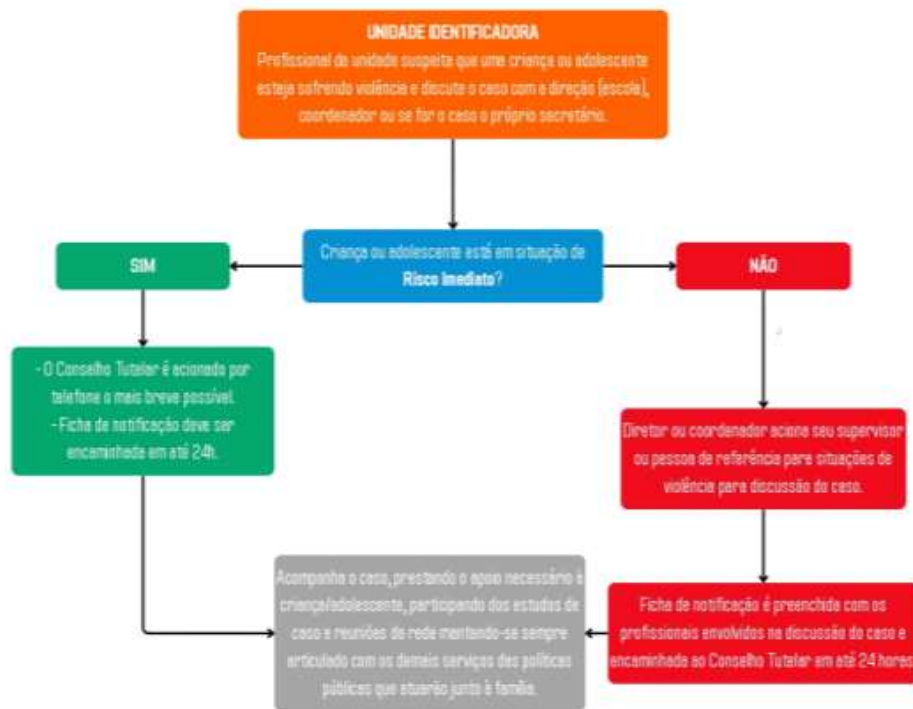 UNIDADE IDENTIFICADORA
Profissional da unidade suspeita que uma criança ou adolescente
esteja sofrendo violência e discute o caso com a direção (escola),
coordenador ou se for o caso o próprio secretário.
Criança ou adolescente está em situação de
Risco Imediato?
SIM
NÃO
- O Conselho Tutelar é acionado por
telefone o mais breve possível.
- Ficha de notificação deve ser
encaminhada em até 24h.
Diretor ou coordenador aciona seu supervisor
ou pessoa de referência para situações de
violência para discussão do caso.
Acompanha o caso, prestando o apoio necessário à
criança/adolescente, participando dos estudos de
caso e reuniões de rede mantendo-se sempre
articulado com os demais serviços das políticas
públicas que atuarão junto à família.
Ficha de notificação é preenchida com os
profissionais envolvidos na discussão do caso e
encaminhada ao Conselho Tutelar em até 24 horas